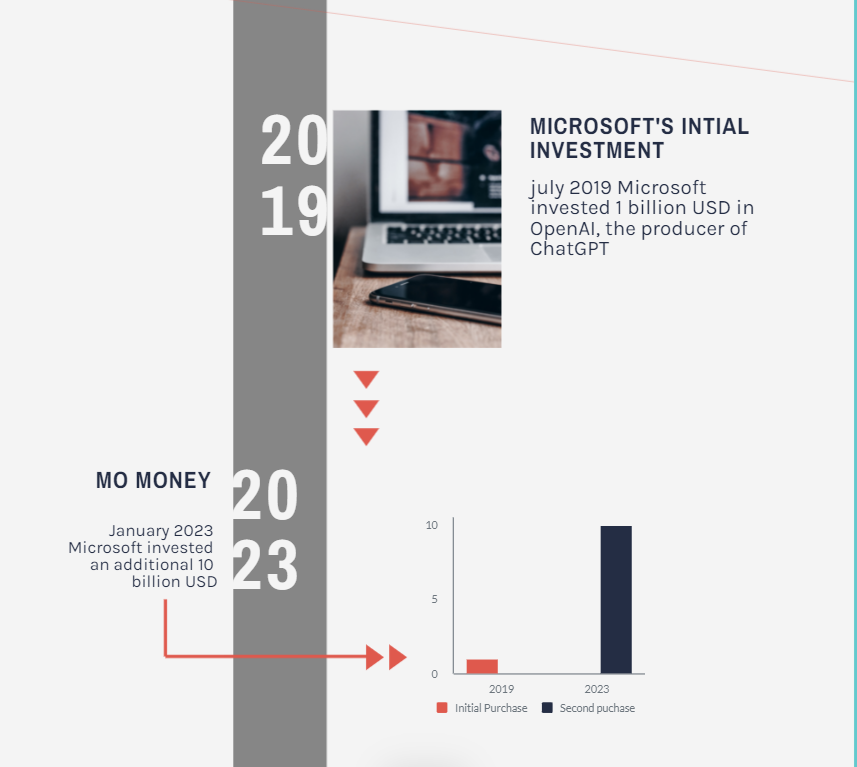 20
19
MICROSOFT'S INTIAL
INVESTMENT
july 2019 Microsoft
invested 1 billion USD in
OpenAI, the producer of
ChatGPT
MO MONEY
January 2023
Microsoft invested
an additional 10
billion USD
20
23
10
5
0
2019 2023
Initial Purchase Second puchase